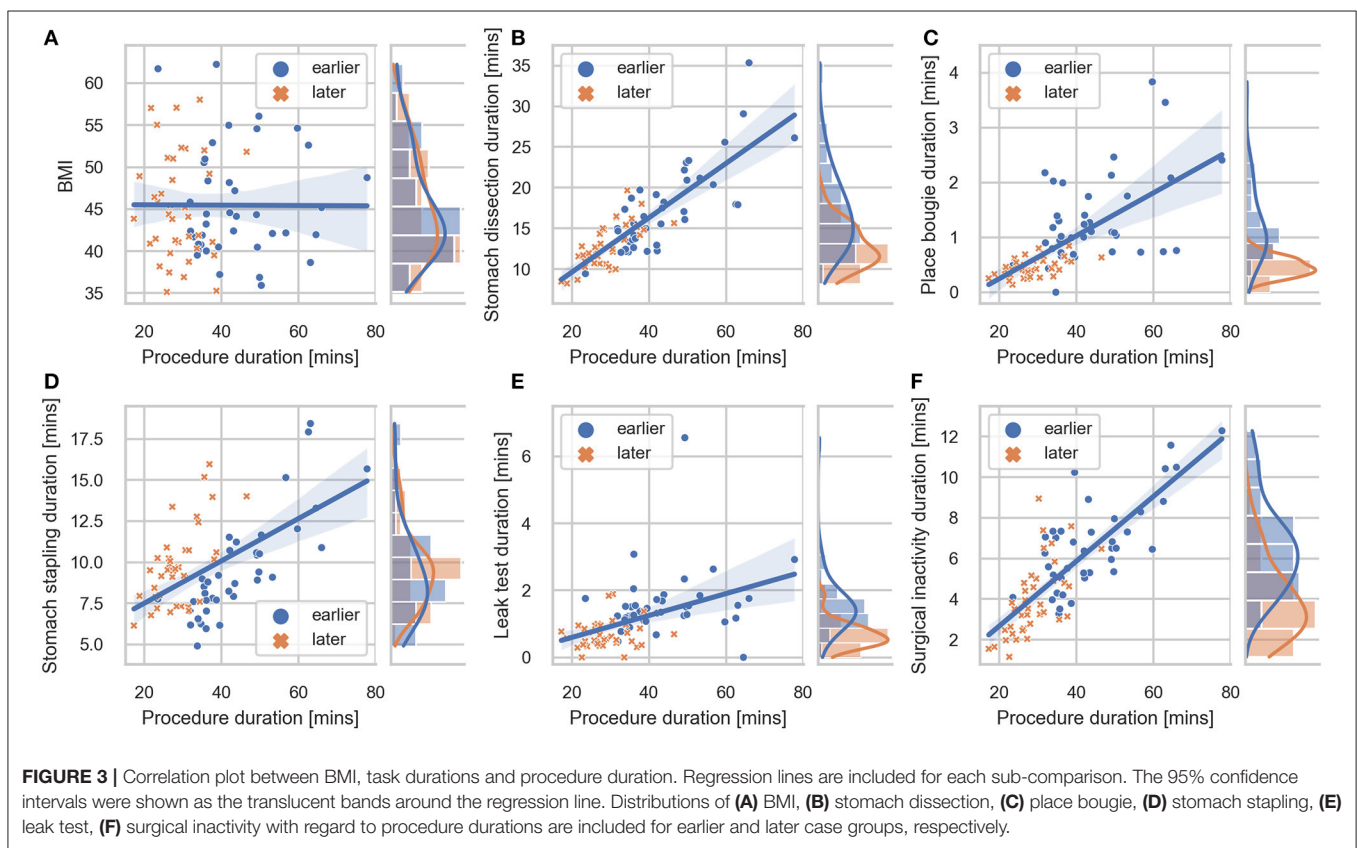 A
BMI
60
55
50
45
40
35
earlier
later
20 40 60 80
Procedure duration [mins]
B
Stomach dissection duration [mins]
35
30
25
20
15
10
earlier
later
20 40 60 80
Procedure duration [mins]
C
Place bougie duration [mins]
4
3
2
1
0
earlier
later
20 40 60 80
Procedure duration [mins]
D
Stomach stapling duration [mins]
17.5
15.0
12.5
10.0
7.5
5.0
earlier
later
20 40 60 80
Procedure duration [mins]
E
Leak test duration [mins]
6
4
2
0
earlier
later
20 40 60 80
Procedure duration [mins]
F
Surgical inactivity duration [mins]
12
10
8
6
4
2
earlier
later
20 40 60 80
Procedure duration [mins]
FIGURE 3 | Correlation plot between BMI, task durations and procedure duration. Regression lines are included for each sub-comparison. The 95% confidence
intervals were shown as the translucent bands around the regression line. Distributions of (A) BMI, (B) stomach dissection, (C) place bougie, (D) stomach stapling, (E)
leak test, (F) surgical inactivity with regard to procedure durations are included for earlier and later case groups, respectively.